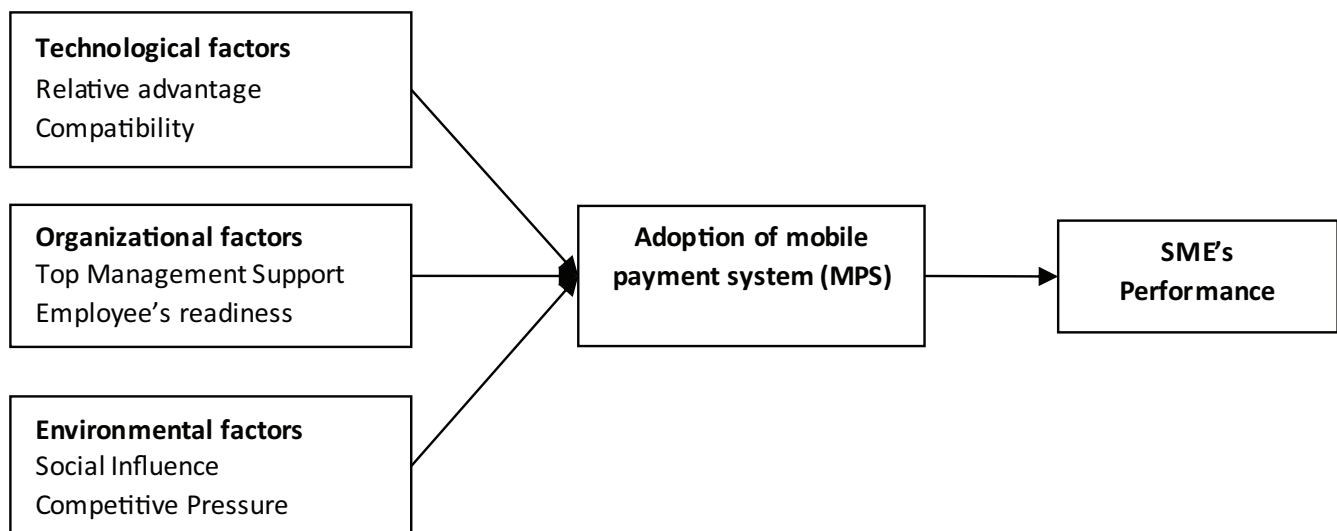 Technological factors
Relative advantage
Compatibility
Organizational factors
Top Management Support
Employee’s readiness
Environmental factors
Social Influence
Competitive Pressure
Adoption of mobile
payment system (MPS)
SME’s
Performance